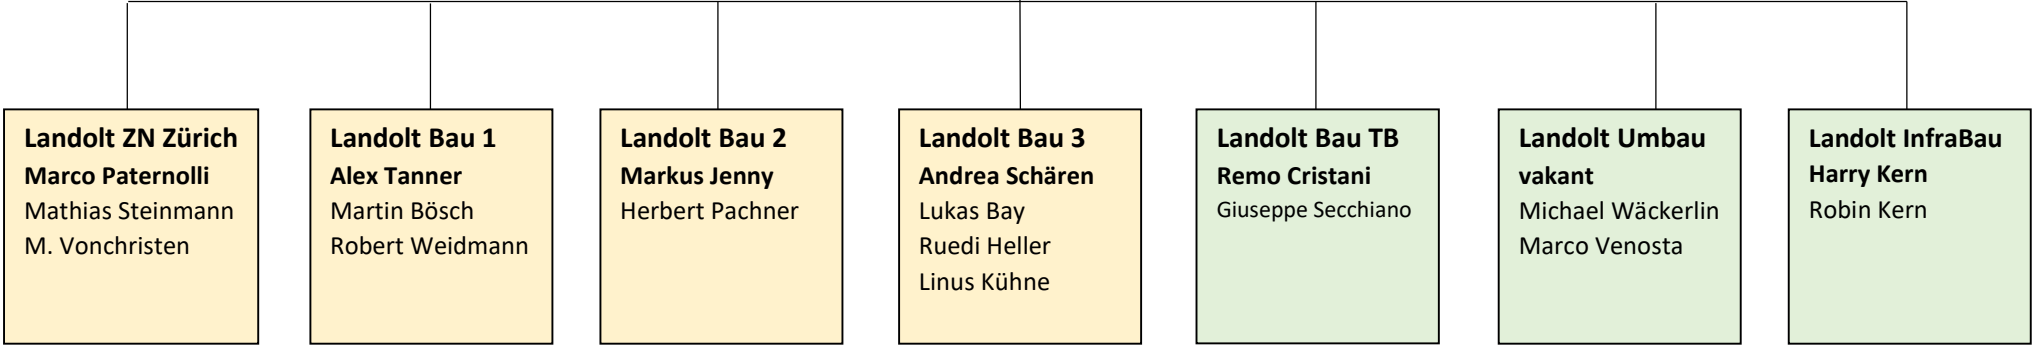 Landolt ZN Zürich
Marco Paternolli
Mathias Steinmann
M. Vonchristen
Landolt Bau 1
Alex Tanner
Martin Bösch
Robert Weidmann
Landolt Bau 2
Markus Jenny
Herbert Pachner
Landolt Bau 3
Andrea Schären
Lukas Bay
Ruedi Heller
Linus Kühne
Landolt Bau TB
Remo Cristani
Giuseppe Secchiano
Landolt Umbau
vakant
Michael Wäckerlin
Marco Venosta
Landolt InfraBau
Harry Kern
Robin Kern